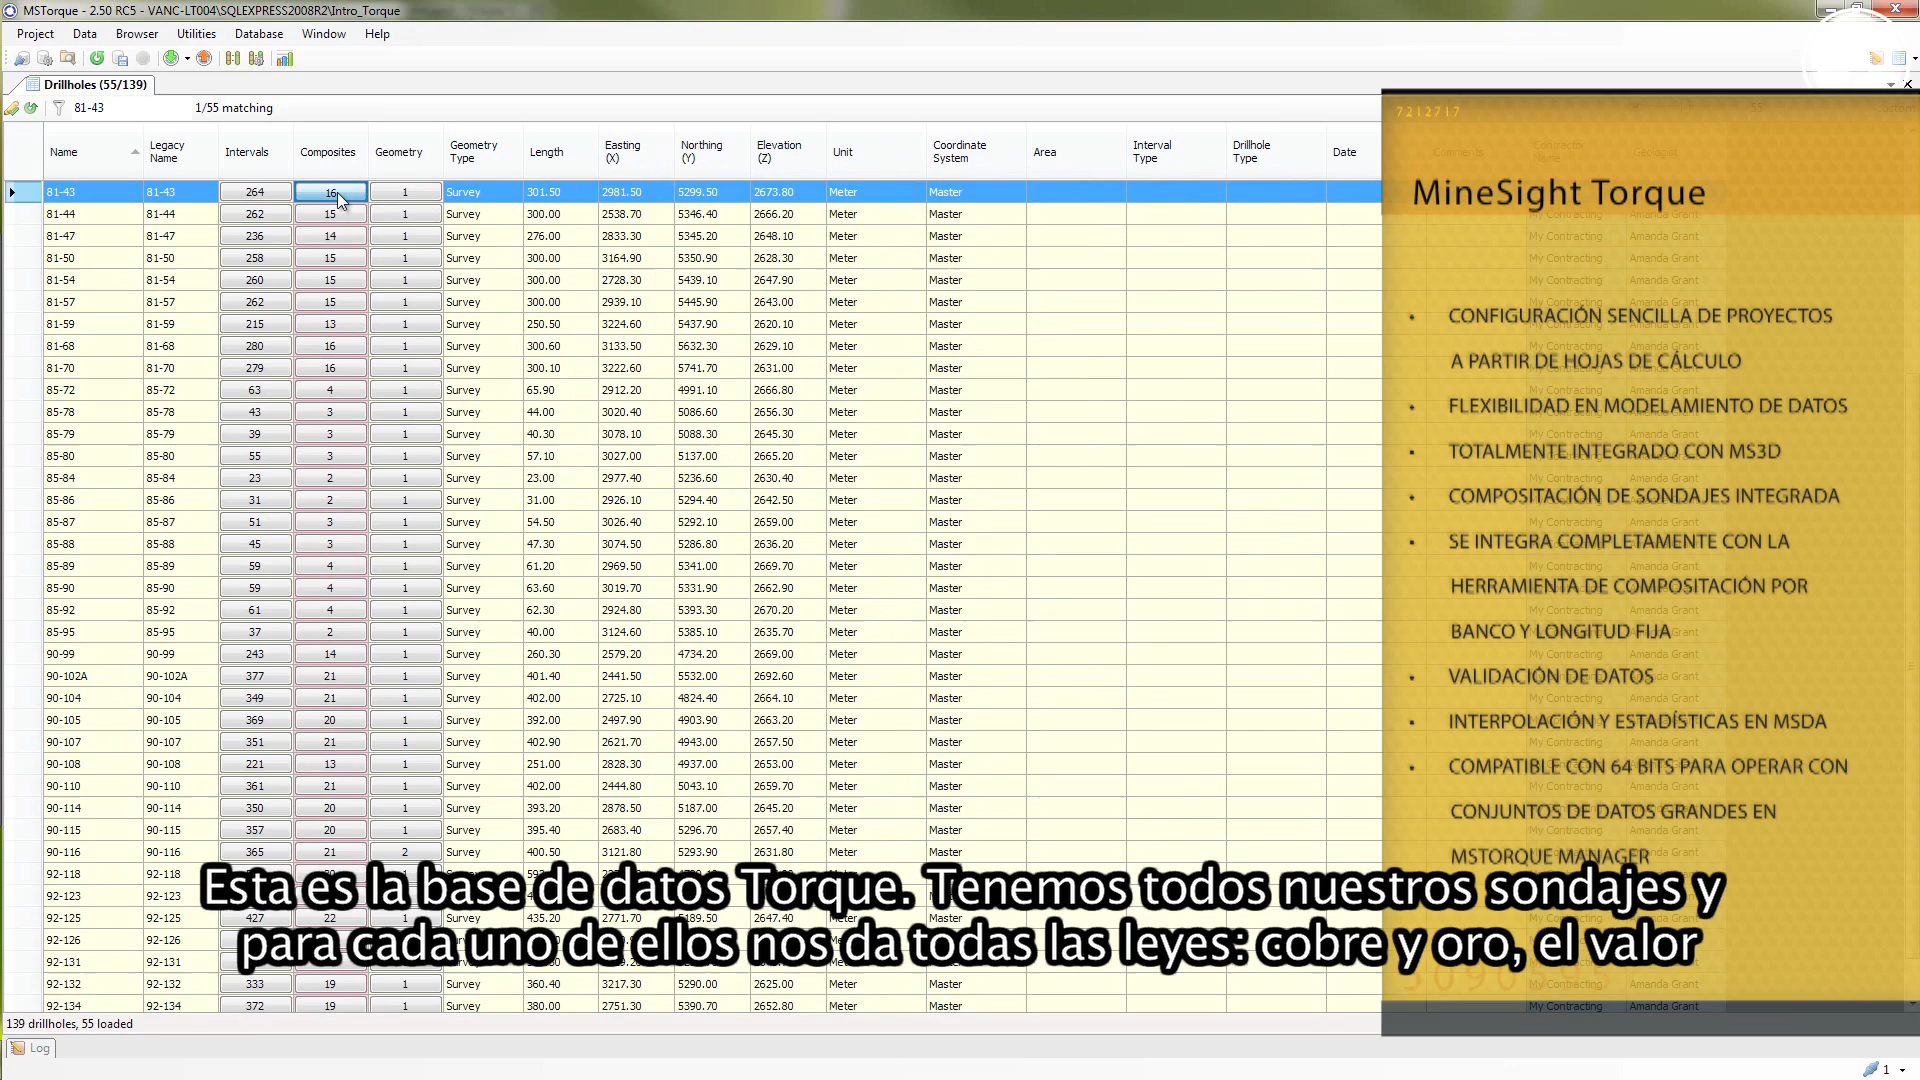 MSTorque - 2.50 RC5 - VANC-LT004\SQLEXPRESS2008R2\Intro_Torque
Project Data Browser Utilities Database Window Help
Drillholes (55/139)
81-43 1/55 matching
Name Legacy Name Intervals Composites Geometry Geometry Type Length Easting (X) Northing (Y) Elevation (Z) Unit Coordinate System Area Interval Type Drillhole Type Date
81-43 81-43 264 16 1 Survey 301.50 2981.50 5299.50 2673.80 Meter Master
81-44 81-44 262 15 1 Survey 300.00 2538.70 5346.40 2666.20 Meter Master
81-47 81-47 236 14 1 Survey 276.00 2833.30 5345.20 2648.10 Meter Master
81-50 81-50 258 15 1 Survey 300.00 3164.90 5350.90 2628.30 Meter Master
81-54 81-54 260 15 1 Survey 300.00 2728.30 5439.10 2647.90 Meter Master
81-57 81-57 262 15 1 Survey 300.00 2939.10 5445.90 2643.00 Meter Master
81-59 81-59 215 13 1 Survey 250.50 3224.60 5437.90 2620.10 Meter Master
81-68 81-68 280 16 1 Survey 300.60 3133.50 5632.30 2629.10 Meter Master
81-70 81-70 279 16 1 Survey 300.10 3222.60 5741.70 2631.00 Meter Master
85-72 85-72 63 4 1 Survey 65.90 2912.20 4991.10 2666.80 Meter Master
85-78 85-78 43 3 1 Survey 44.00 3020.40 5086.60 2656.30 Meter Master
85-79 85-79 39 3 1 Survey 40.30 3078.10 5088.30 2645.30 Meter Master
85-80 85-80 55 3 1 Survey 57.10 3027.00 5137.00 2665.20 Meter Master
85-84 85-84 23 2 1 Survey 23.00 2977.40 5236.60 2630.40 Meter Master
85-86 85-86 31 2 1 Survey 31.00 2926.10 5294.40 2642.50 Meter Master
85-87 85-87 51 3 1 Survey 54.50 3026.40 5292.10 2659.00 Meter Master
85-88 85-88 45 3 1 Survey 47.30 3074.50 5286.80 2636.20 Meter Master
85-89 85-89 59 4 1 Survey 61.20 2969.50 5341.00 2669.70 Meter Master
85-90 85-90 59 4 1 Survey 63.60 3019.70 5331.90 2662.90 Meter Master
85-92 85-92 61 4 1 Survey 62.30 2924.80 5393.30 2670.20 Meter Master
85-95 85-95 37 2 1 Survey 40.00 3124.60 5385.10 2635.70 Meter Master
90-99 90-99 243 14 1 Survey 260.30 2579.20 4734.20 2669.00 Meter Master
90-102A 90-102A 377 21 1 Survey 401.40 2441.50 5532.00 2692.60 Meter Master
90-104 90-104 349 21 1 Survey 402.00 2725.10 4824.40 2664.10 Meter Master
90-105 90-105 369 20 1 Survey 392.00 2497.90 4903.90 2663.20 Meter Master
90-107 90-107 351 21 1 Survey 402.90 2621.70 4943.00 2657.50 Meter Master
90-108 90-108 221 13 1 Survey 251.00 2828.30 4937.00 2653.00 Meter Master
90-110 90-110 361 21 1 Survey 402.00 2444.80 5043.10 2659.70 Meter Master
90-114 90-114 350 20 1 Survey 393.20 2878.50 5187.00 2645.20 Meter Master
90-115 90-115 357 20 1 Survey 395.40 2683.40 5296.70 2657.40 Meter Master
90-116 90-116 365 21 2 Survey 400.50 3121.80 5293.90 2631.80 Meter Master
92-118 92-118
92-123 92-123
92-125 92-125 427 22 435.20 2771.70 5189.50 2647.40 Meter Master
92-126 92-126
92-131 92-131
92-132 92-132 333 19 1 Survey 360.40 3217.30 5290.00 2625.00 Meter Master
92-134 92-134 372 19 1 Survey 380.00 2751.30 5390.70 2652.80 Meter Master
139 drillholes, 55 loaded
Log
1
7212717
MineSight Torque
• CONFIGURACIÓN SENCILLA DE PROYECTOS
A PARTIR DE HOJAS DE CÁLCULO
• FLEXIBILIDAD EN MODELAMIENTO DE DATOS
• TOTALMENTE INTEGRADO CON MS3D
• COMPOSITACIÓN DE SONDAJES INTEGRADA
• SE INTEGRA COMPLETAMENTE CON LA
HERRAMIENTA DE COMPOSITACIÓN POR
BANCO Y LONGITUD FIJA
• VALIDACIÓN DE DATOS
• INTERPOLACIÓN Y ESTADÍSTICAS EN MSDA
• COMPATIBLE CON 64 BITS PARA OPERAR CON
CONJUNTOS DE DATOS GRANDES EN
MSTORQUE MANAGER
Esta es la base de datos Torque. Tenemos todos nuestros sondajes y
para cada uno de ellos nos da todas las leyes: cobre y oro, el valor